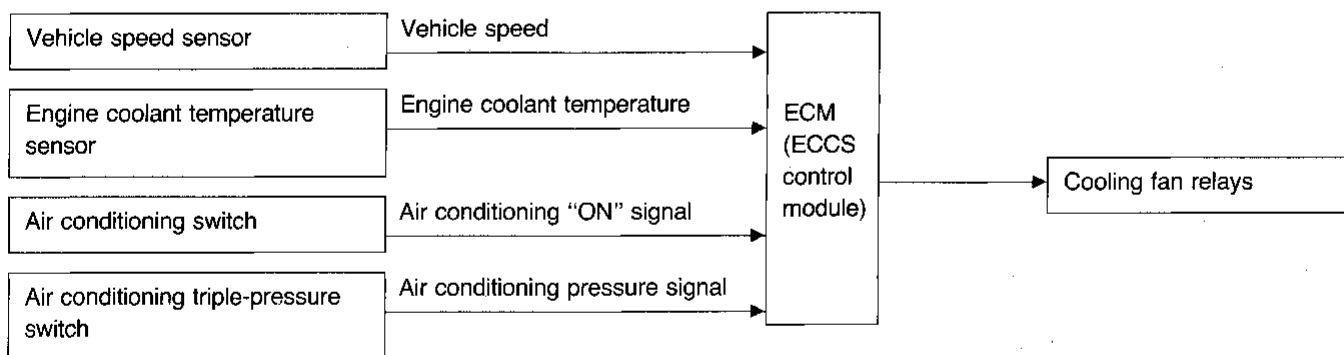 Vehicle speed sensor
Vehicle speed
Engine coolant temperature
sensor
Engine coolant temperature
Air conditioning switch
Air conditioning “ON” signal
Air conditioning triple-pressure
switch
Air conditioning pressure signal
ECM
(ECCS
control
module)
Cooling fan relays